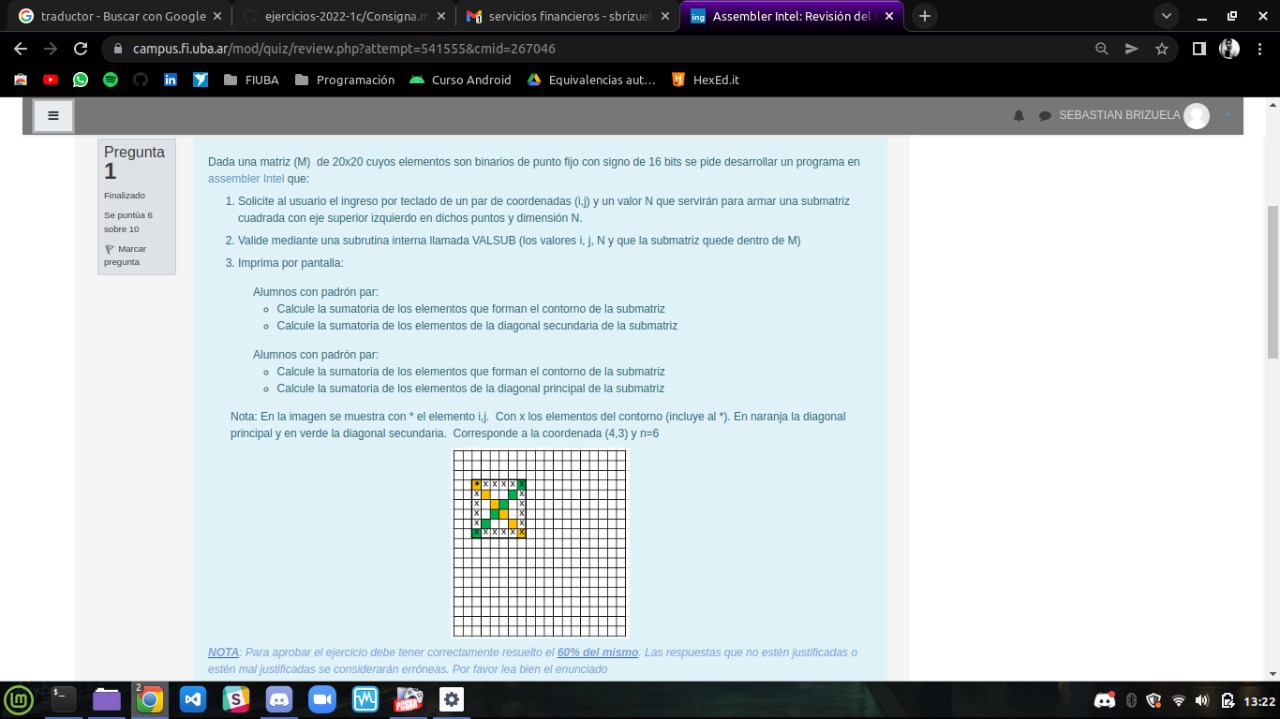 traductor - Buscar con Google
ejercicios-2022-1c/Consigna.m
servicios financieros - sbrizuel
Assembler Intel: Revisión del
campus.fi.uba.ar/mod/quiz/review.php?attempt=541555&cmid=267046
FIUBA Programación Curso Android Equivalencias aut... HexEd.it
SEBASTIAN BRIZUELA
Pregunta
1
Finalizado
Se puntúa 6
sobre 10
Marcar
pregunta
Dada una matriz (M) de 20x20 cuyos elementos son binarios de punto fijo con signo de 16 bits se pide desarrollar un programa en
assembler Intel que:
1. Solicite al usuario el ingreso por teclado de un par de coordenadas (i,j) y un valor N que servirán para armar una submatriz
cuadrada con eje superior izquierdo en dichos puntos y dimensión N.
2. Valide mediante una subrutina interna llamada VALSUB (los valores i, j, N y que la submatriz quede dentro de M)
3. Imprima por pantalla:
Alumnos con padrón par:
Calcule la sumatoria de los elementos que forman el contorno de la submatriz
Calcule la sumatoria de los elementos de la diagonal secundaria de la submatriz
Alumnos con padrón par:
Calcule la sumatoria de los elementos que forman el contorno de la submatriz
Calcule la sumatoria de los elementos de la diagonal principal de la submatriz
Nota: En la imagen se muestra con * el elemento i,j. Con x los elementos del contorno (incluye al *). En naranja la diagonal
principal y en verde la diagonal secundaria. Corresponde a la coordenada (4,3) y n=6
* X X X X X
X X
X X
X X
X X
X X X X X X
NOTA: Para aprobar el ejercicio debe tener correctamente resuelto el 60% del mismo. Las respuestas que no estén justificadas o
estén mal justificadas se considerarán erróneas. Por favor lea bien el enunciado
13:22